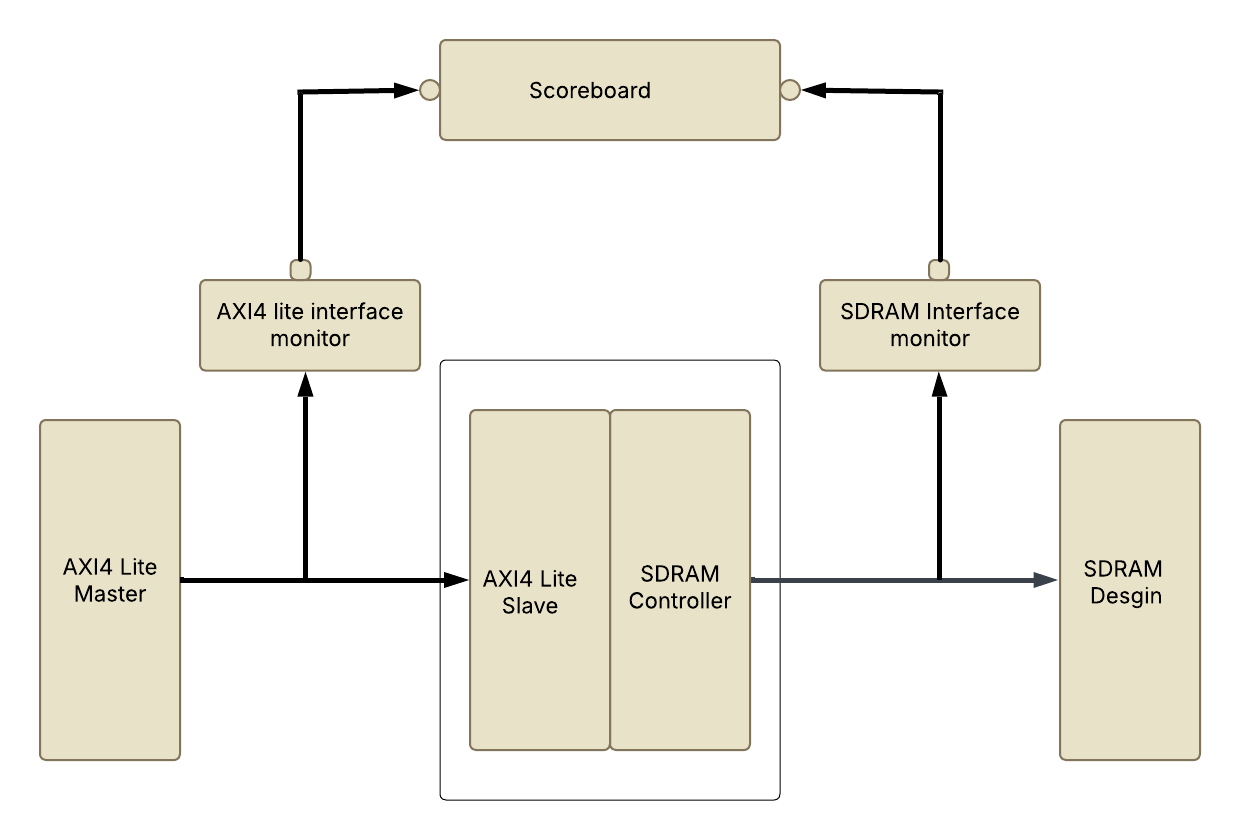 Scoreboard
AXI4 lite interface
monitor
SDRAM Interface
monitor
AXI4 Lite
Master
AXI4 Lite
Slave
SDRAM
Controller
SDRAM
Desgin